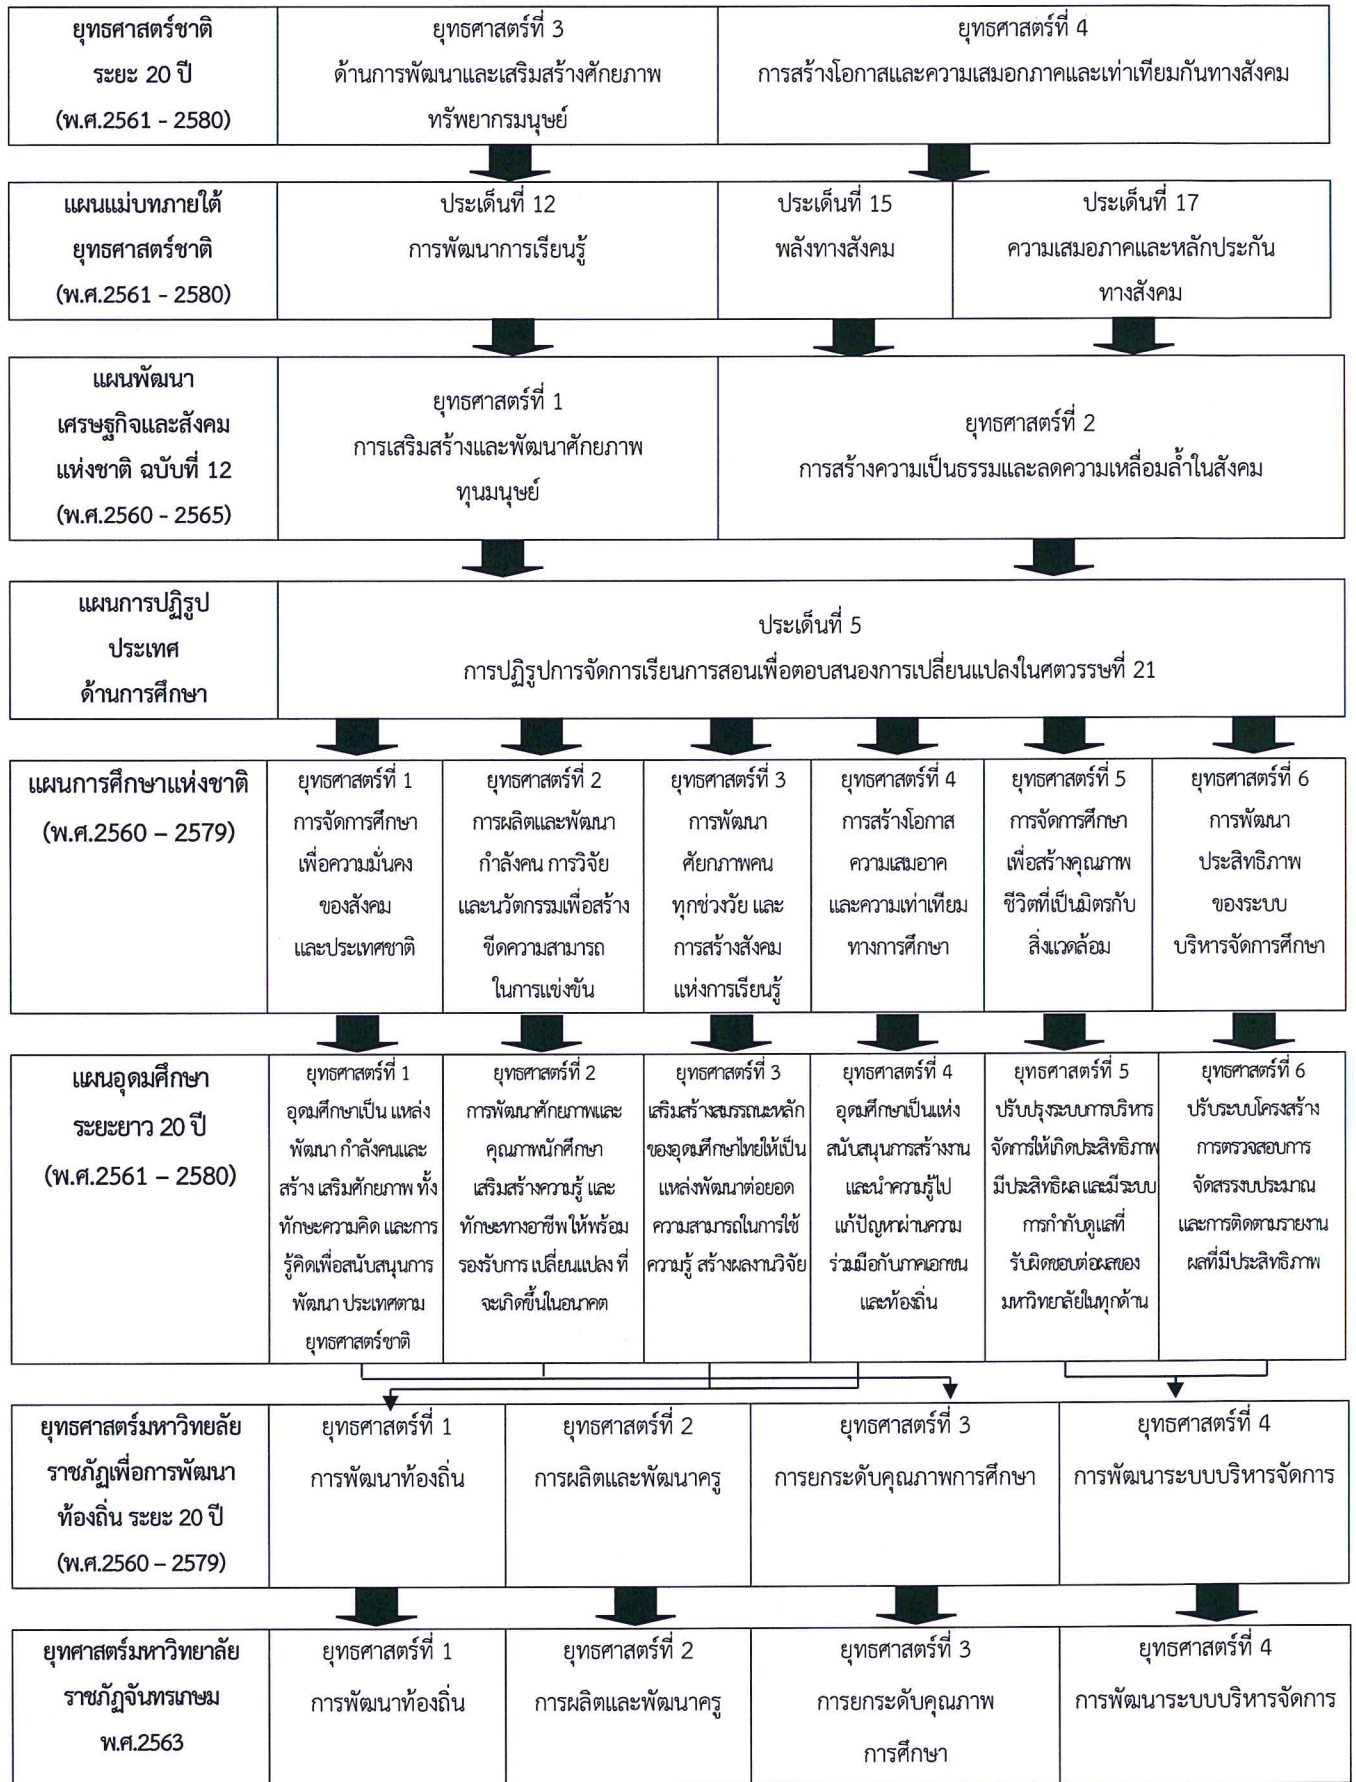 ยุทธศาสตร์ชาติ
ระยะ 20 ปี
(พ.ศ.2561 - 2580)
ยุทธศาสตร์ที่ 3
ด้านการพัฒนาและเสริมสร้างศักยภาพ
ทรัพยากรมนุษย์
ยุทธศาสตร์ที่ 4
การสร้างโอกาสและความเสมอกภาคและเท่าเทียมกันทางสังคม
แผนแม่บทภายใต้
ยุทธศาสตร์ชาติ
(พ.ศ.2561 - 2580)
ประเด็นที่ 12
การพัฒนาการเรียนรู้
ประเด็นที่ 15
พลังทางสังคม
ประเด็นที่ 17
ความเสมอภาคและหลักประกัน
ทางสังคม
แผนพัฒนา
เศรษฐกิจและสังคม
แห่งชาติ ฉบับที่ 12
(พ.ศ.2560 - 2565)
ยุทธศาสตร์ที่ 1
การเสริมสร้างและพัฒนาศักยภาพ
ทุนมนุษย์
ยุทธศาสตร์ที่ 2
การสร้างความเป็นธรรมและลดความเหลื่อมล้ำในสังคม
แผนการปฏิรูป
ประเทศ
ด้านการศึกษา
ประเด็นที่ 5
การปฏิรูปการจัดการเรียนการสอนเพื่อตอบสนองการเปลี่ยนแปลงในศตวรรษที่ 21
แผนการศึกษาแห่งชาติ
(พ.ศ.2560 – 2579)
ยุทธศาสตร์ที่ 1
การจัดการศึกษา
เพื่อความมั่นคง
ของสังคม
และประเทศชาติ
ยุทธศาสตร์ที่ 2
การผลิตและพัฒนา
กำลังคน การวิจัย
และนวัตกรรมเพื่อสร้าง
ขีดความสามารถ
ในการแข่งขัน
ยุทธศาสตร์ที่ 3
การพัฒนา
ศัยกภาพคน
ทุกช่วงวัย และ
การสร้างสังคม
แห่งการเรียนรู้
ยุทธศาสตร์ที่ 4
การสร้างโอกาส
ความเสมอาค
และความเท่าเทียม
ทางการศึกษา
ยุทธศาสตร์ที่ 5
การจัดการศึกษา
เพื่อสร้างคุณภาพ
ชีวิตที่เป็นมิตรกับ
สิ่งแวดล้อม
ยุทธศาสตร์ที่ 6
การพัฒนา
ประสิทธิภาพ
ของระบบ
บริหารจัดการศึกษา
แผนอุดมศึกษา
ระยะยาว 20 ปี
(พ.ศ.2561 – 2580)
ยุทธศาสตร์ที่ 1
อุดมศึกษาเป็น แหล่ง
พัฒนา กำลังคนและ
สร้าง เสริมศักยภาพ ทั้ง
ทักษะความคิด และการ
รู้คิดเพื่อสนับสนุนการ
พัฒนา ประเทศตาม
ยุทธศาสตร์ชาติ
ยุทธศาสตร์ที่ 2
การพัฒนาศักยภาพและ
คุณภาพนักศึกษา
เสริมสร้างความรู้ และ
ทักษะทางอาชีพ ให้พร้อม
รองรับการ เปลี่ยนแปลง ที่
จะเกิดขึ้นในอนาคต
ยุทธศาสตร์ที่ 3
เสริมสร้างสมรรถนะหลัก
ของอุดมศึกษาไทยให้เป็น
แหล่งพัฒนาต่อยอด
ความสามารถในการใช้
ความรู้ สร้างผลงานวิจัย
ยุทธศาสตร์ที่ 4
อุดมศึกษาเป็นแห่ง
สนับสนุนการสร้างงาน
และนำความรู้ไป
แก้ปัญหาผ่านความ
ร่วมมือกับภาคเอกชน
และท้องถิ่น
ยุทธศาสตร์ที่ 5
ปรับปรุงระบบการบริหาร
จัดการให้เกิดประสิทธิภาพ
มีประสิทธิผล และมีระบบ
การกำกับดูแลที่
รับผิดชอบต่อผลของ
มหาวิทยาลัยในทุกด้าน
ยุทธศาสตร์ที่ 6
ปรับระบบโครงสร้าง
การตรวจสอบการ
จัดสรรงบประมาณ
และการติดตามรายงาน
ผลที่มีประสิทธิภาพ
ยุทธศาสตร์มหาวิทยาลัย
ราชภัฏเพื่อการพัฒนา
ท้องถิ่น ระยะ 20 ปี
(พ.ศ.2560 – 2579)
ยุทธศาสตร์ที่ 1
การพัฒนาท้องถิ่น
ยุทธศาสตร์ที่ 2
การผลิตและพัฒนาครู
ยุทธศาสตร์ที่ 3
การยกระดับคุณภาพการศึกษา
ยุทธศาสตร์ที่ 4
การพัฒนาระบบบริหารจัดการ
ยุทศาสตร์มหาวิทยาลัย
ราชภัฏจันทรเกษม
พ.ศ.2563
ยุทธศาสตร์ที่ 1
การพัฒนาท้องถิ่น
ยุทธศาสตร์ที่ 2
การผลิตและพัฒนาครู
ยุทธศาสตร์ที่ 3
การยกระดับคุณภาพ
การศึกษา
ยุทธศาสตร์ที่ 4
การพัฒนาระบบบริหารจัดการ